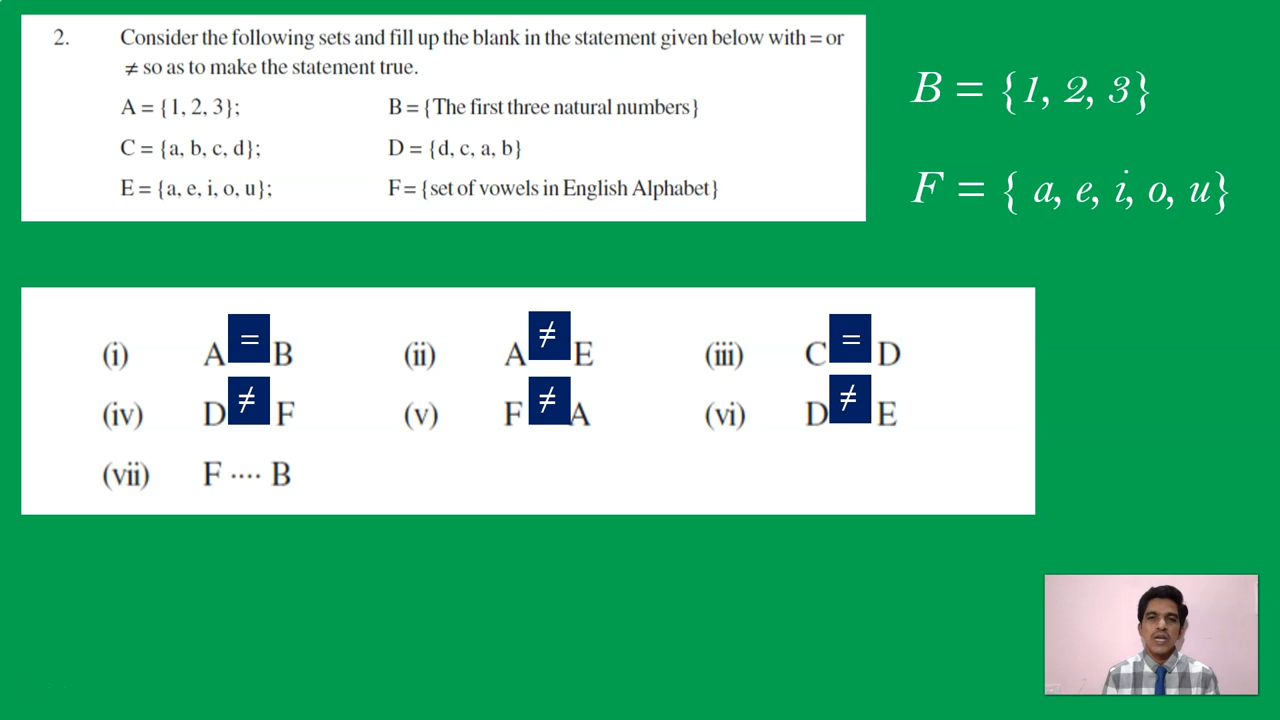 2. Consider the following sets and fill up the blank in the statement given below with = or
≠ so as to make the statement true.
A = {1, 2, 3}; B = {The first three natural numbers}
C = {a, b, c, d}; D = {d, c, a, b}
E = {a, e, i, o, u}; F = {set of vowels in English Alphabet}
B = {1, 2, 3}
F = { a, e, i, o, u}
(i) A = B (ii) A ≠ E (iii) C = D
(iv) D ≠ F (v) F ≠ A (vi) D ≠ E
(vii) F .... B